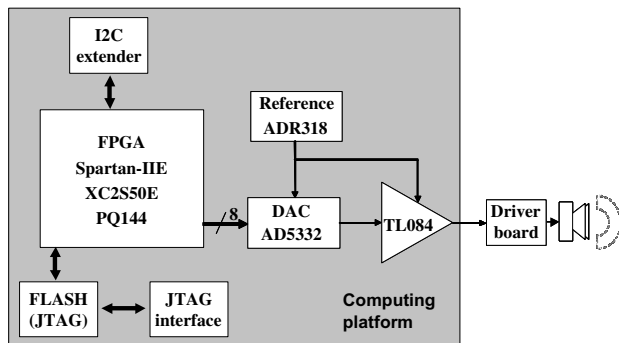 I2C
extender
Reference
ADR318
FPGA
Spartan-IIE
XC2S50E
PQ144
8
DAC
AD5332
TL084
Driver
board
FLASH
(JTAG)
JTAG
interface
Computing
platform